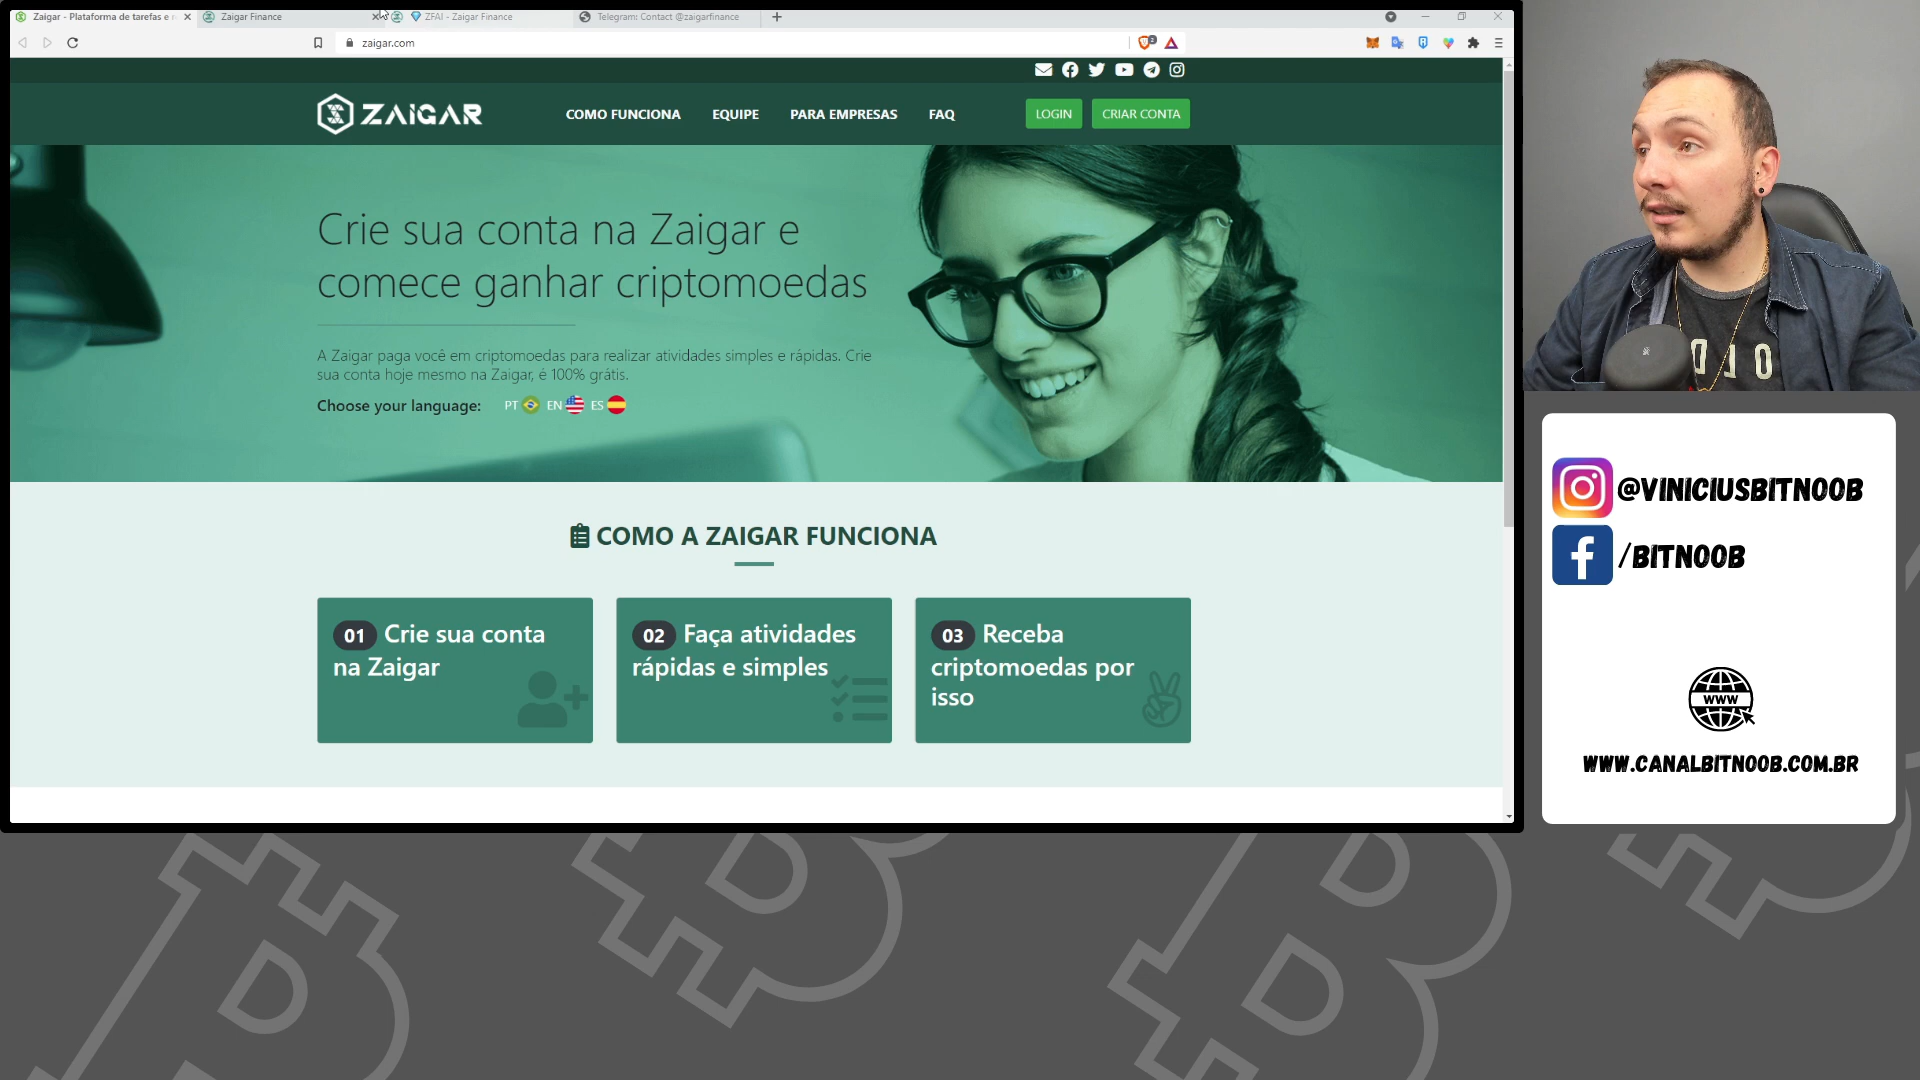 Zaigar - Plataforma de tarefas e
Zaigar Finance
ZFAI - Zaigar Finance
Telegram: Contact @zaigarfinance
zaigar.com
2
ZAIGAR
COMO FUNCIONA
EQUIPE
PARA EMPRESAS
FAQ
LOGIN
CRIAR CONTA
Crie sua conta na Zaigar e
comece ganhar criptomoedas
A Zaigar paga você em criptomoedas para realizar atividades simples e rápidas. Crie
sua conta hoje mesmo na Zaigar, é 100% grátis.
Choose your language:
PT
EN
ES
COMO A ZAIGAR FUNCIONA
01 Crie sua conta
na Zaigar
02 Faça atividades
rápidas e simples
03 Receba
criptomoedas por
isso
@VINICIUSBITNOOB
/BITNOOB
WWW
WWW.CANALBITNOOB.COM.BR